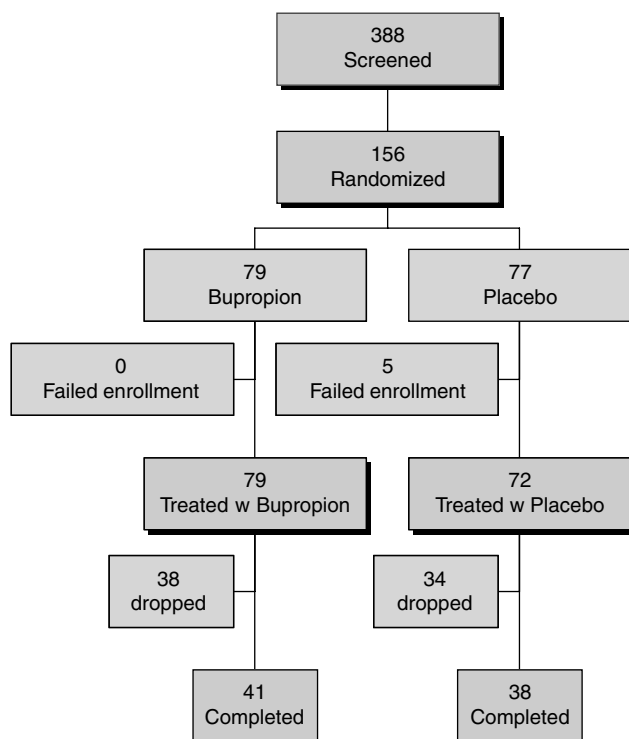 388
Screened
156
Randomized
79
Bupropion
77
Placebo
0
Failed enrollment
5
Failed enrollment
79
Treated w Bupropion
72
Treated w Placebo
38
dropped
34
dropped
41
Completed
38
Completed